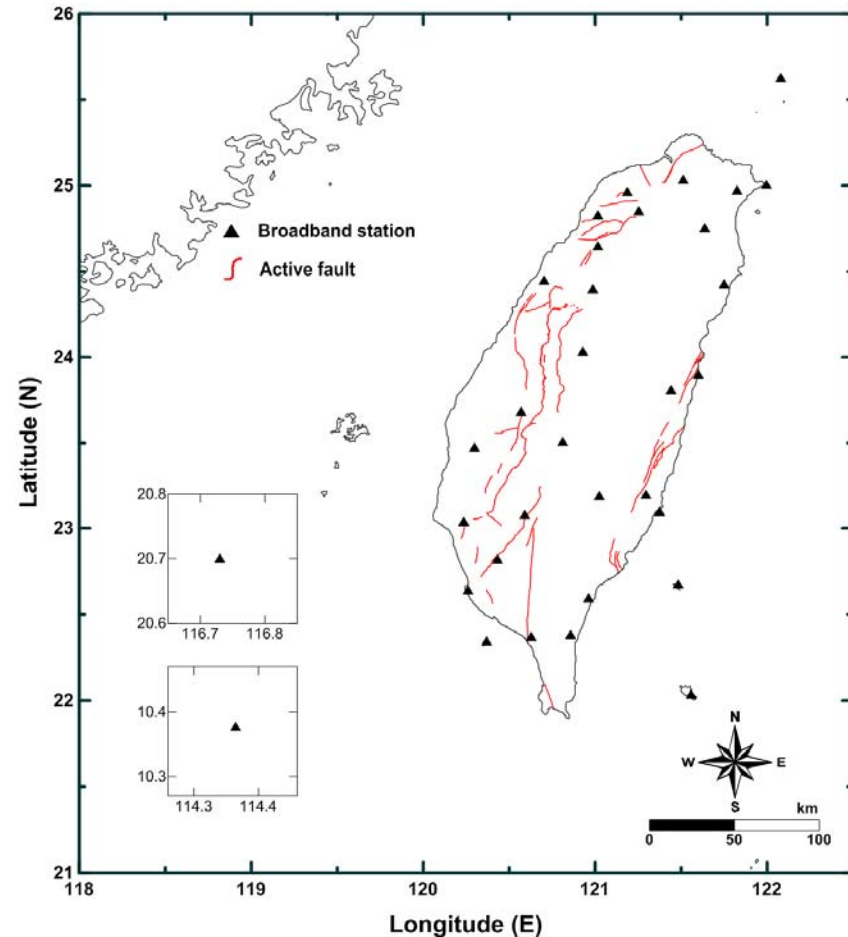 26
25
24
23
22
21
Latitude (N)
Broadband station
Active fault
20.8
20.7
20.6
116.7 116.8
10.4
10.3
114.3 114.4
N
W E
S
km
0 50 100
118 119 120 121 122
Longitude (E)